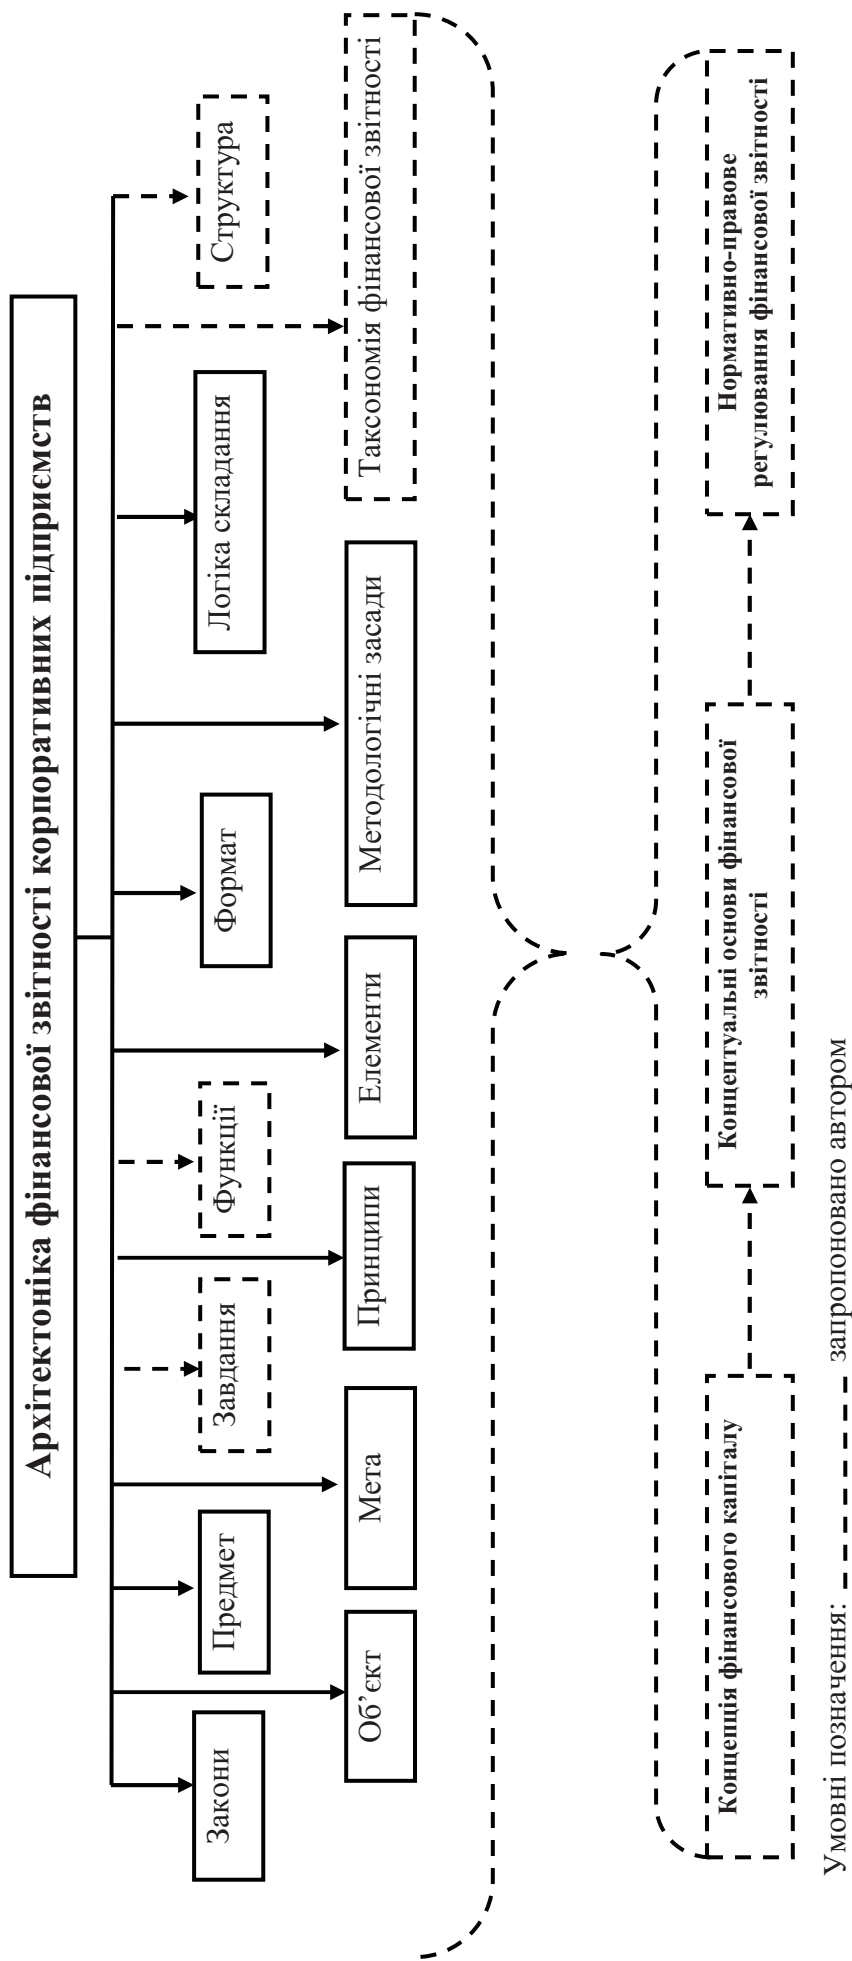 Архітектоніка фінансової звітності корпоративних підприємств
Закони
Предмет
Завдання
Функції
Формат
Логіка складання
Структура
Об’єкт
Мета
Принципи
Елементи
Методологічні засади
Таксономія фінансової звітності
Концепція фінансового капіталу
Концептуальні основи фінансової
звітності
Нормативно-правове
регулювання фінансової звітності
Умовні позначення: запропоновано автором